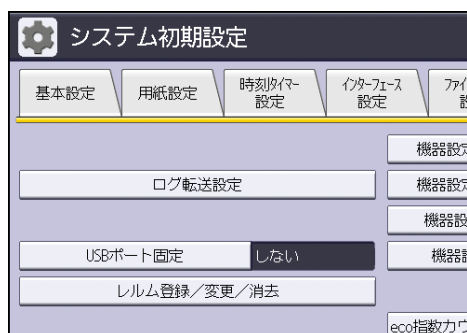 システム初期設定
基本設定
用紙設定
時刻タイマー
設定
インターフェース
設定
機器設定
ログ転送設定
機器設定
機器設
USBポート固定
しない
機器
レルム登録／変更／消去
eco指数カウ